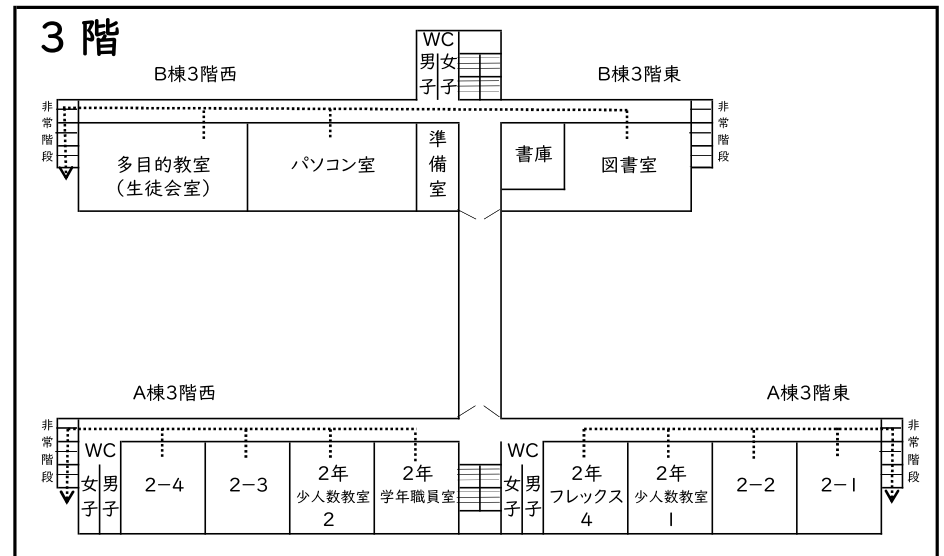 3階
B棟3階西
WC
男子
女子
B棟3階東
非常階段
多目的教室
（生徒会室）
パソコン室
準備室
書庫
図書室
非常階段
A棟3階西
A棟3階東
非常階段
WC
女子
男子
2-4
2-3
2年
少人数教室
2
2年
学年職員室
WC
女子
男子
2年
フレックス
4
2年
少人数教室
1
2-2
2-1
非常階段